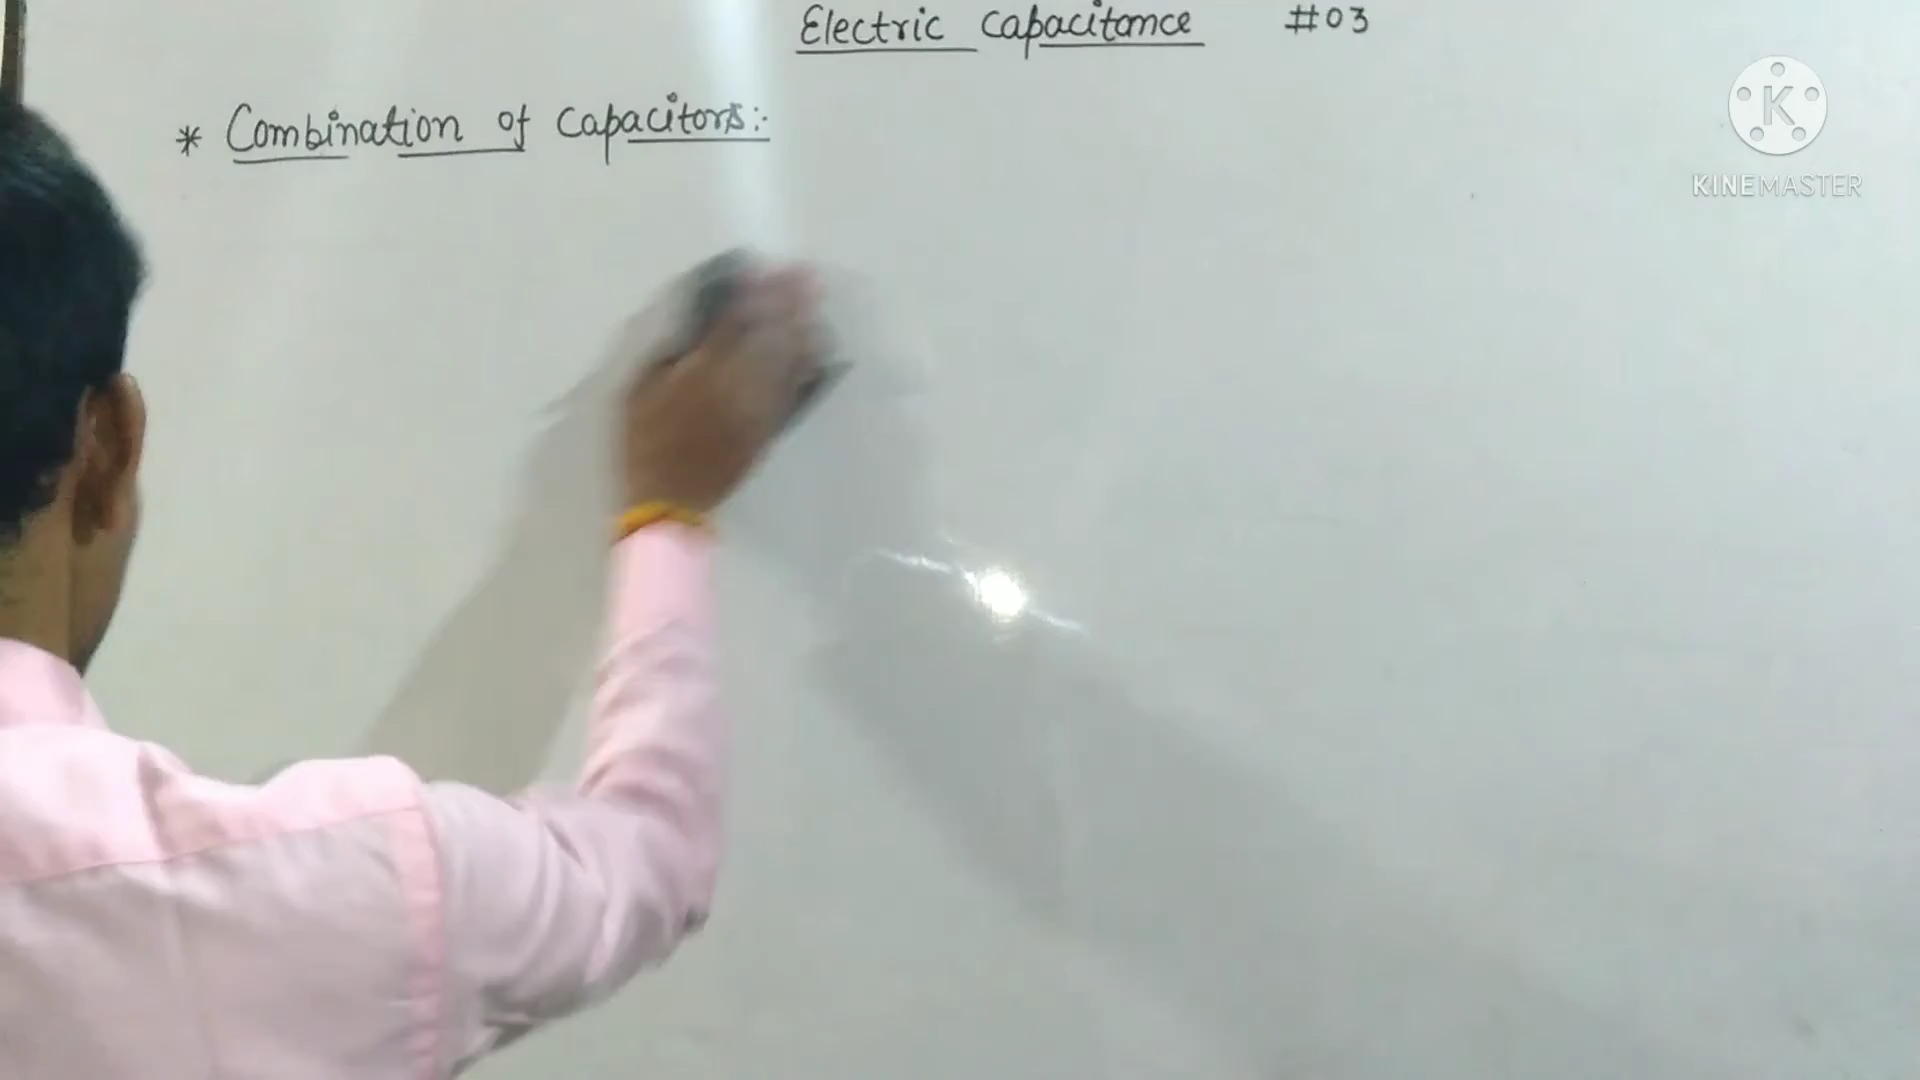 Electric Capacitance #03
* Combination of Capacitors:-
K
KINEMASTER